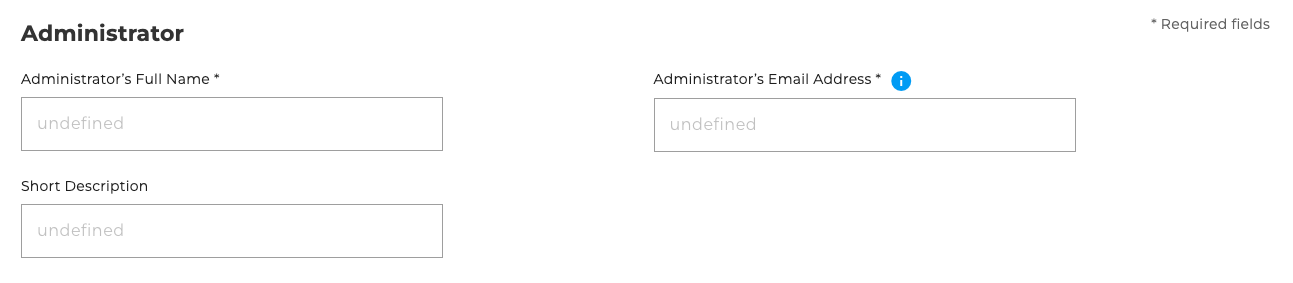 * Required fields
Administrator
Administrator's Full Name *
undefined
Administrator's Email Address *
undefined
Short Description
undefined